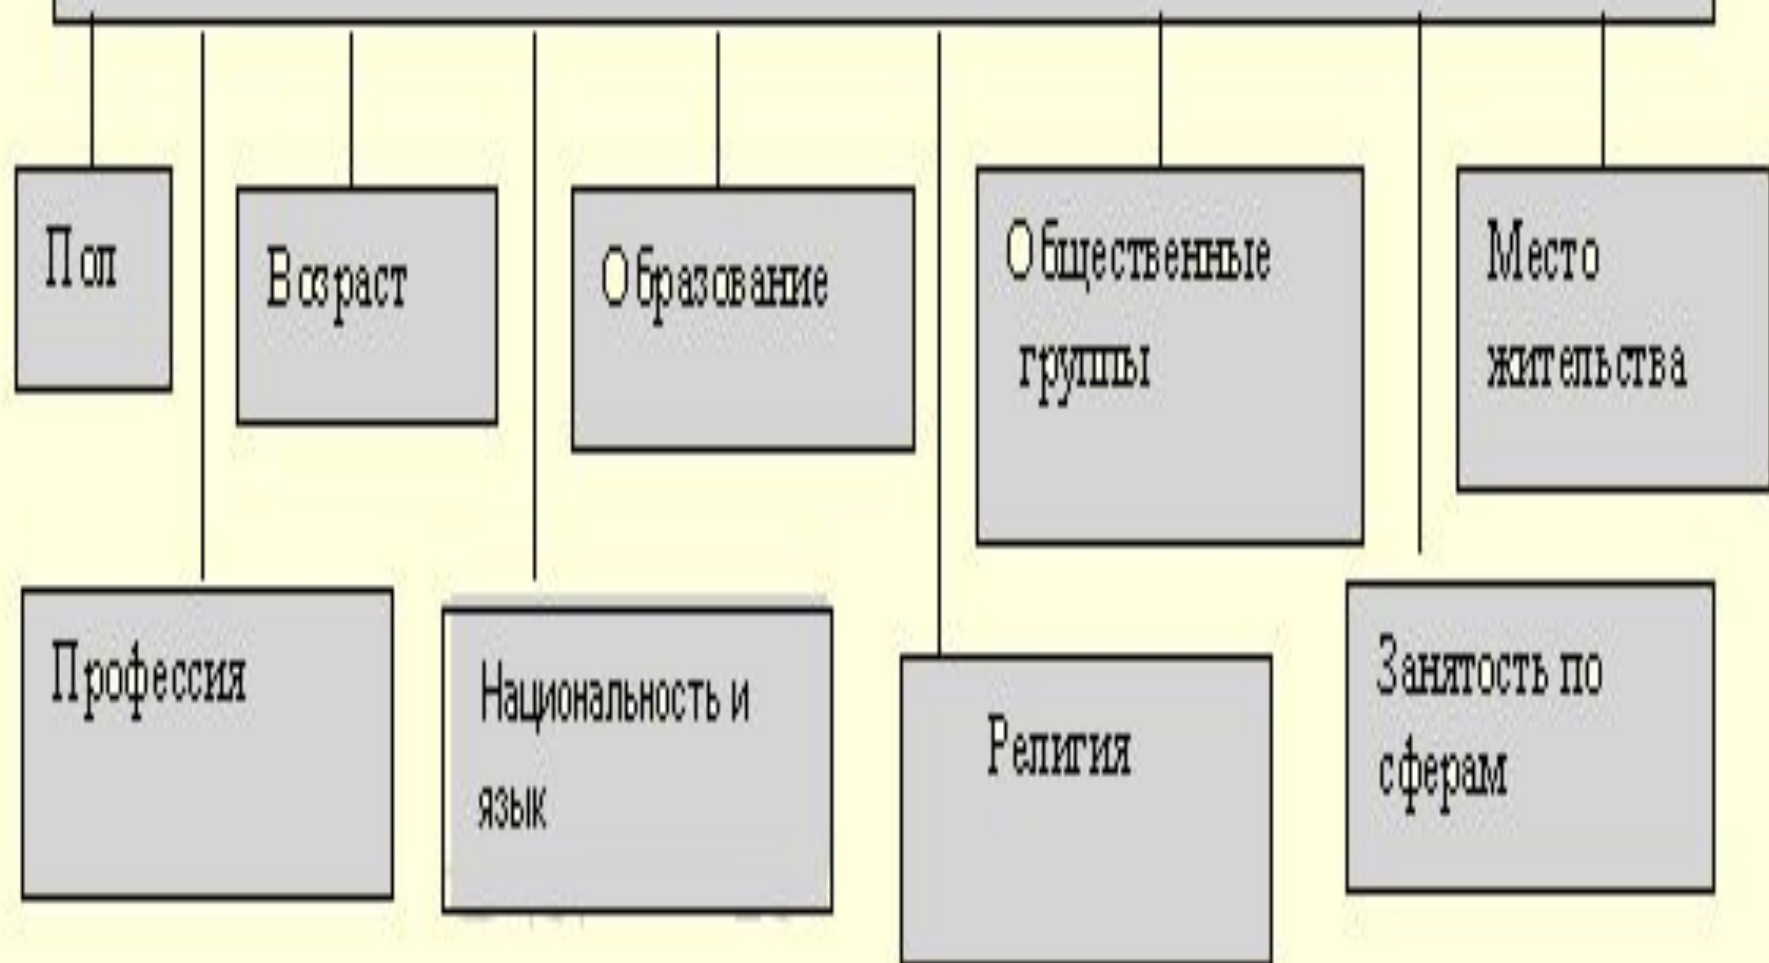 Пол
Возраст
Образование
Общественные
группы
Место
жительства
Профессия
Национальность и
язык
Религия
Занятость по
сферам